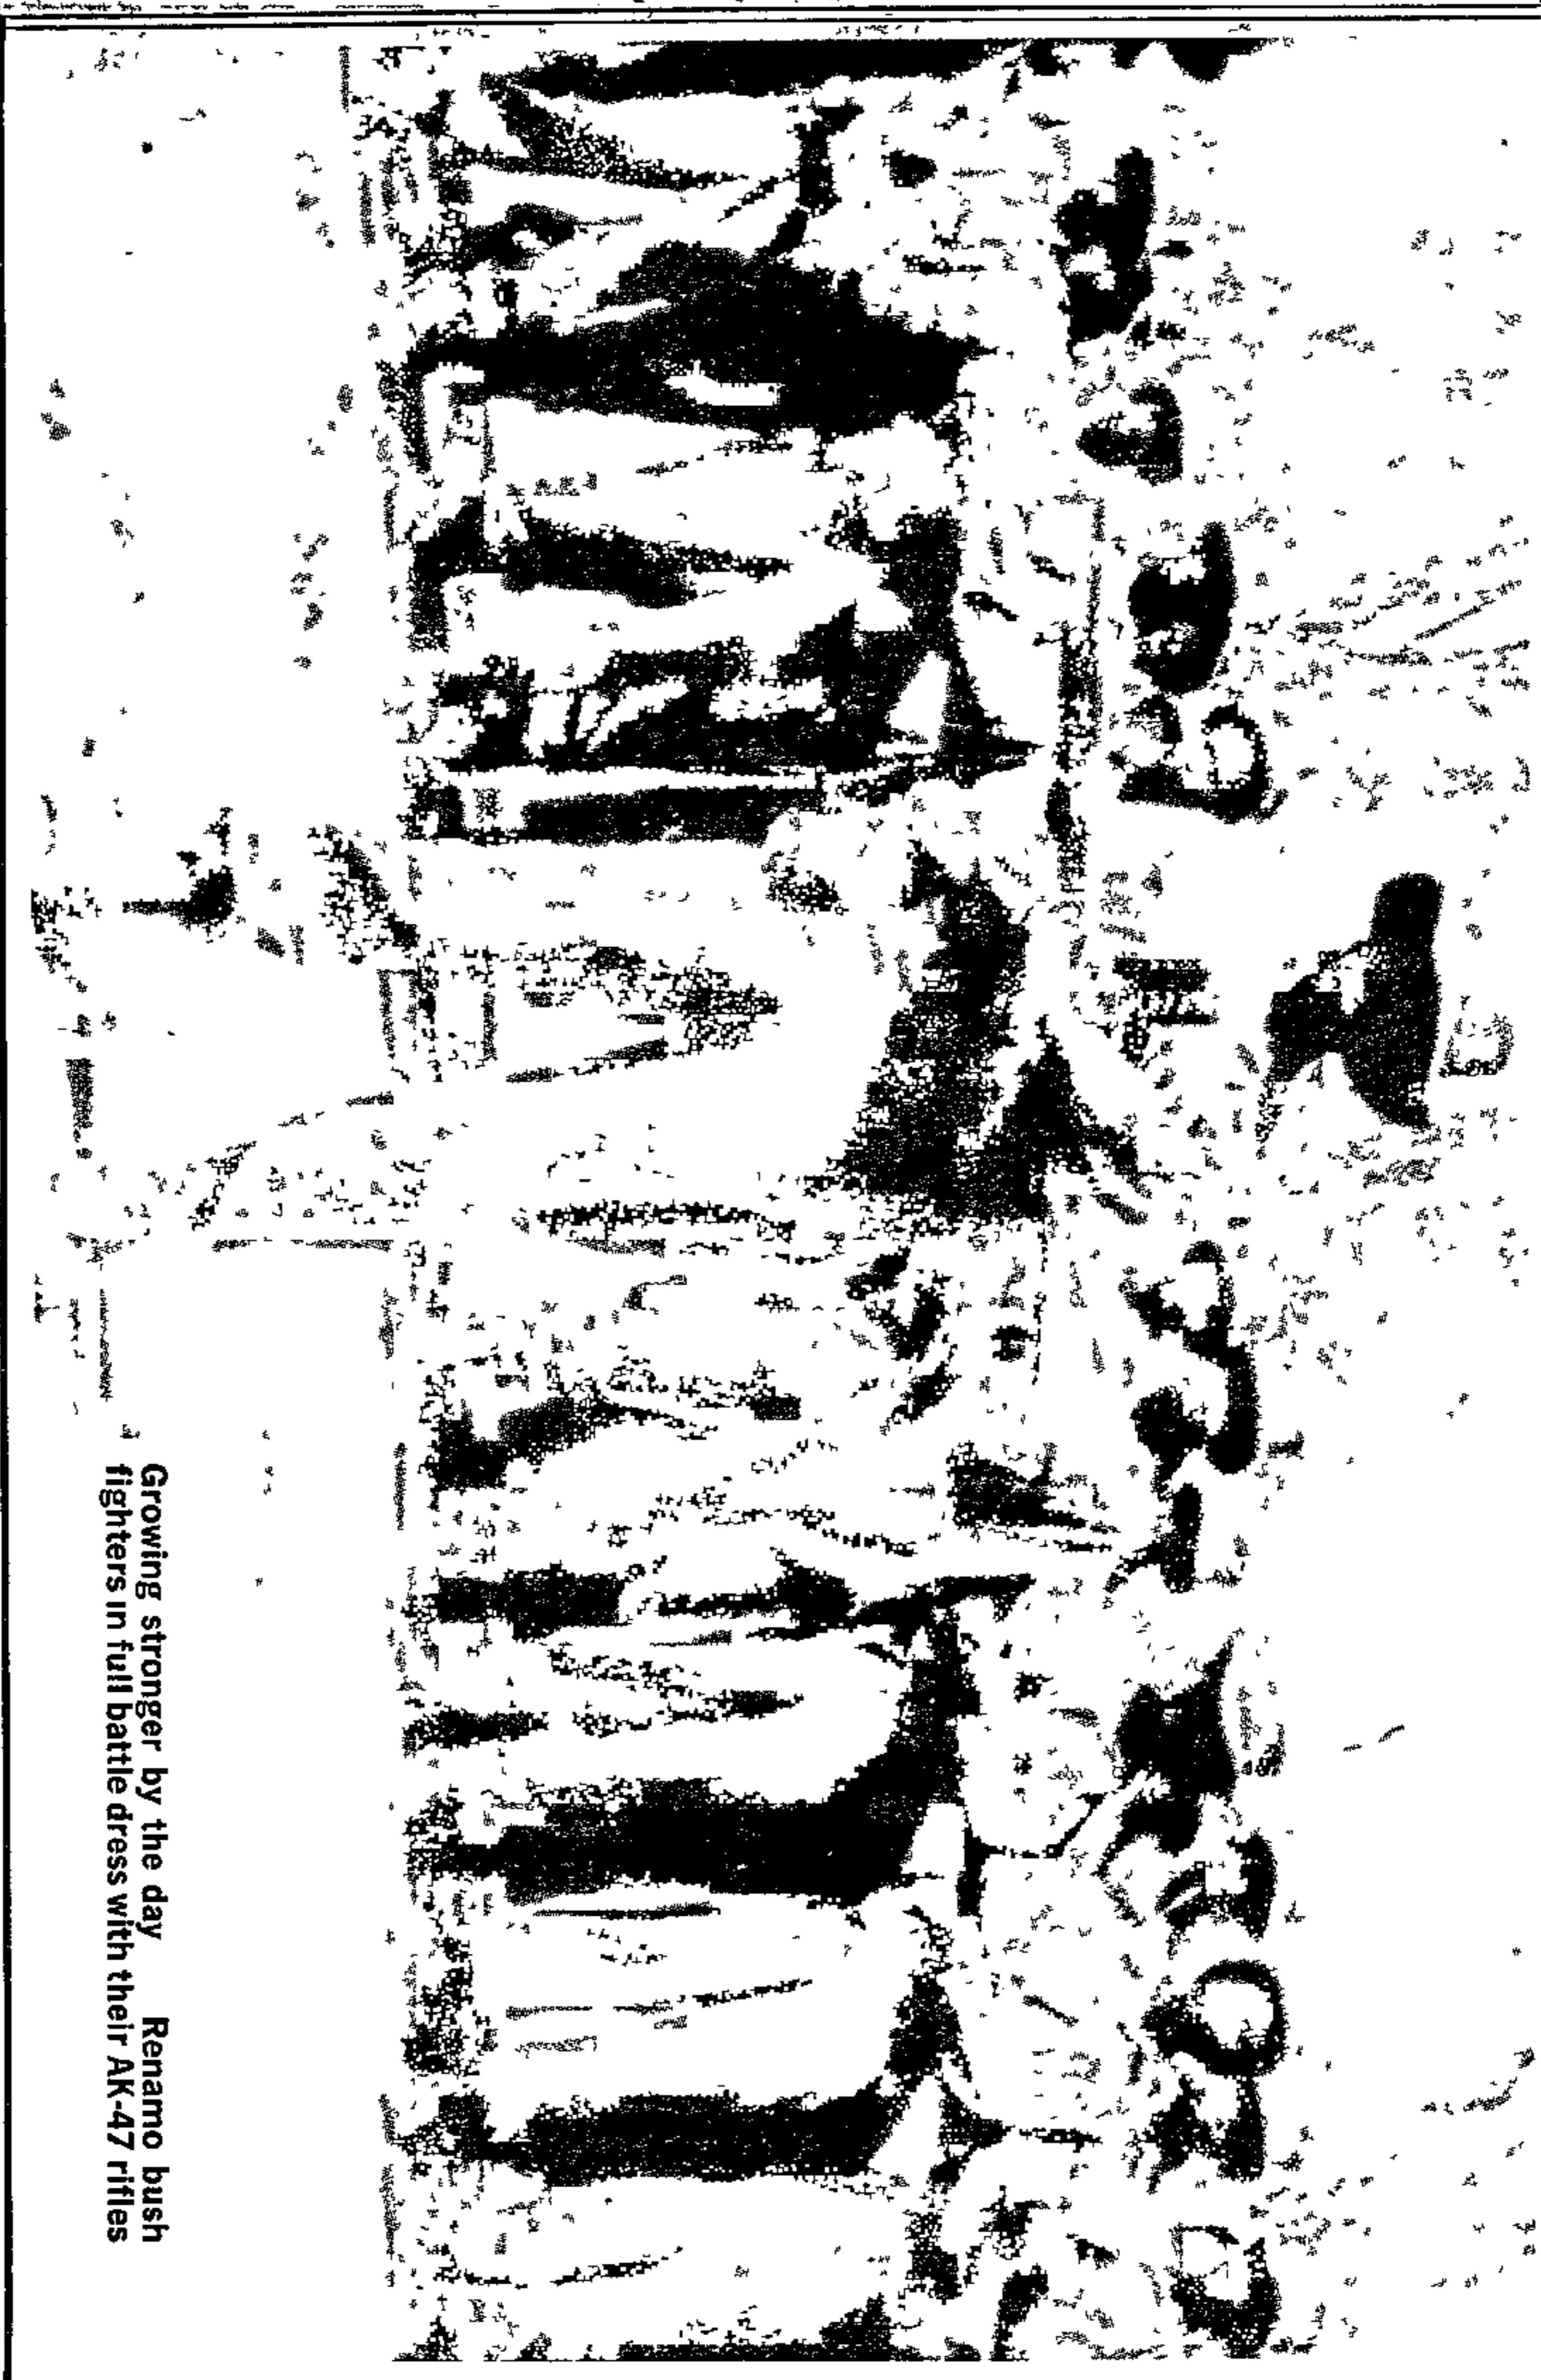 Growing stronger by the day Renamo bush
fighters in full battle dress with their AK-47 rifles